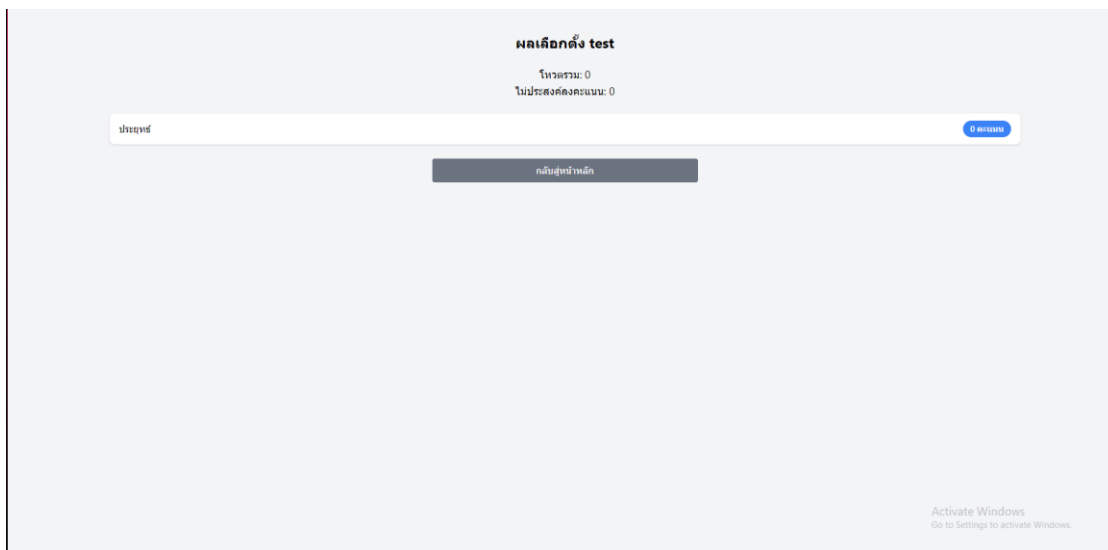 ผลเลือกตั้ง test
โหวตรวม: 0
ไม่ประสงค์ลงคะแนน: 0
ประยุทธ์
0 คะแนน
กลับสู่หน้าหลัก
Activate Windows
Go to Settings to activate Windows.